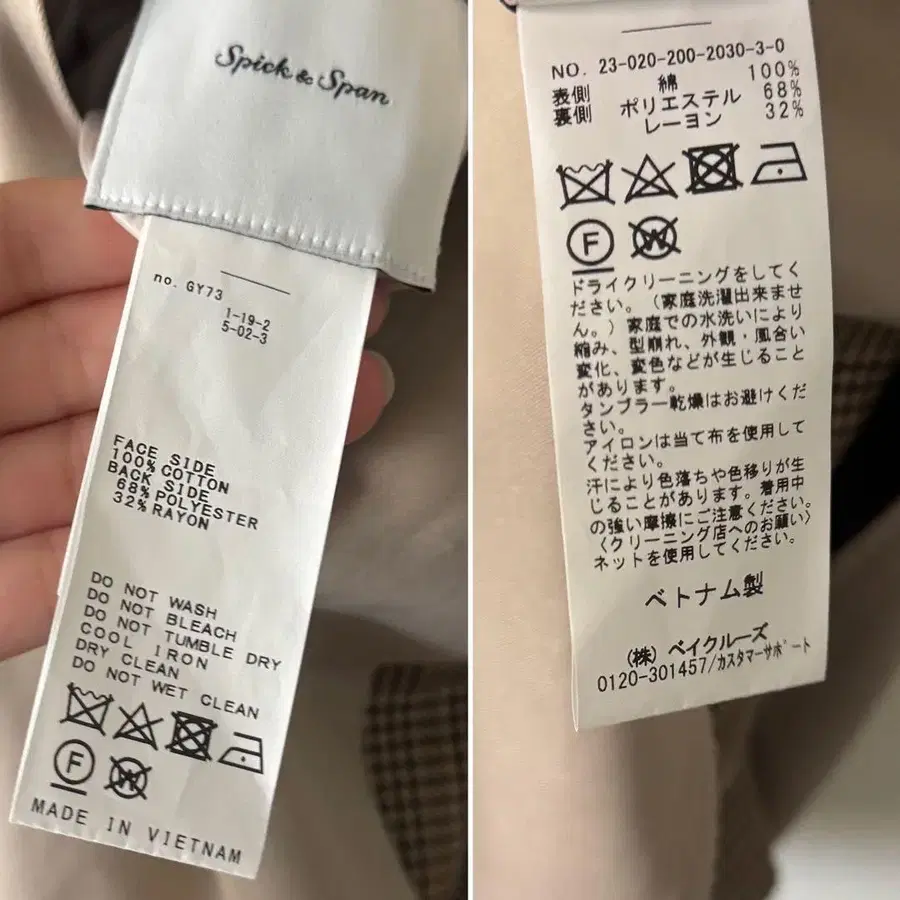 Spick & Span
no. GY73
1-19-2
5-02-3
FACE SIDE
100% COTTON
BACK SIDE
68% POLYESTER
32% RAYON
DO NOT WASH
DO NOT BLEACH
DO NOT TUMBLE DRY
COOL IRON
DRY CLEAN
DO NOT WET CLEAN
F
W
MADE IN VIETNAM
NO. 23-020-200-2030-3-0
表側 綿 100%
裏側 ポリエステル 68%
レーヨン 32%
F
W
ドライクリーニングをしてく
ださい。(家庭洗濯出来ませ
ん。)家庭での水洗いにより
縮み、型崩れ、外観・風合い
変化、変色などが生じること
があります。
タンブラー乾燥はお避けくだ
さい。
アイロンは当て布を使用して
ください。
汗により色落ちや色移りが生
じることがあります。着用中
の強い摩擦にご注意ください。
〈クリーニング店へのお願い〉
ネットを使用してください。
ベトナム製
(株) ベイクルーズ
0120-301457/カスタマーサポート